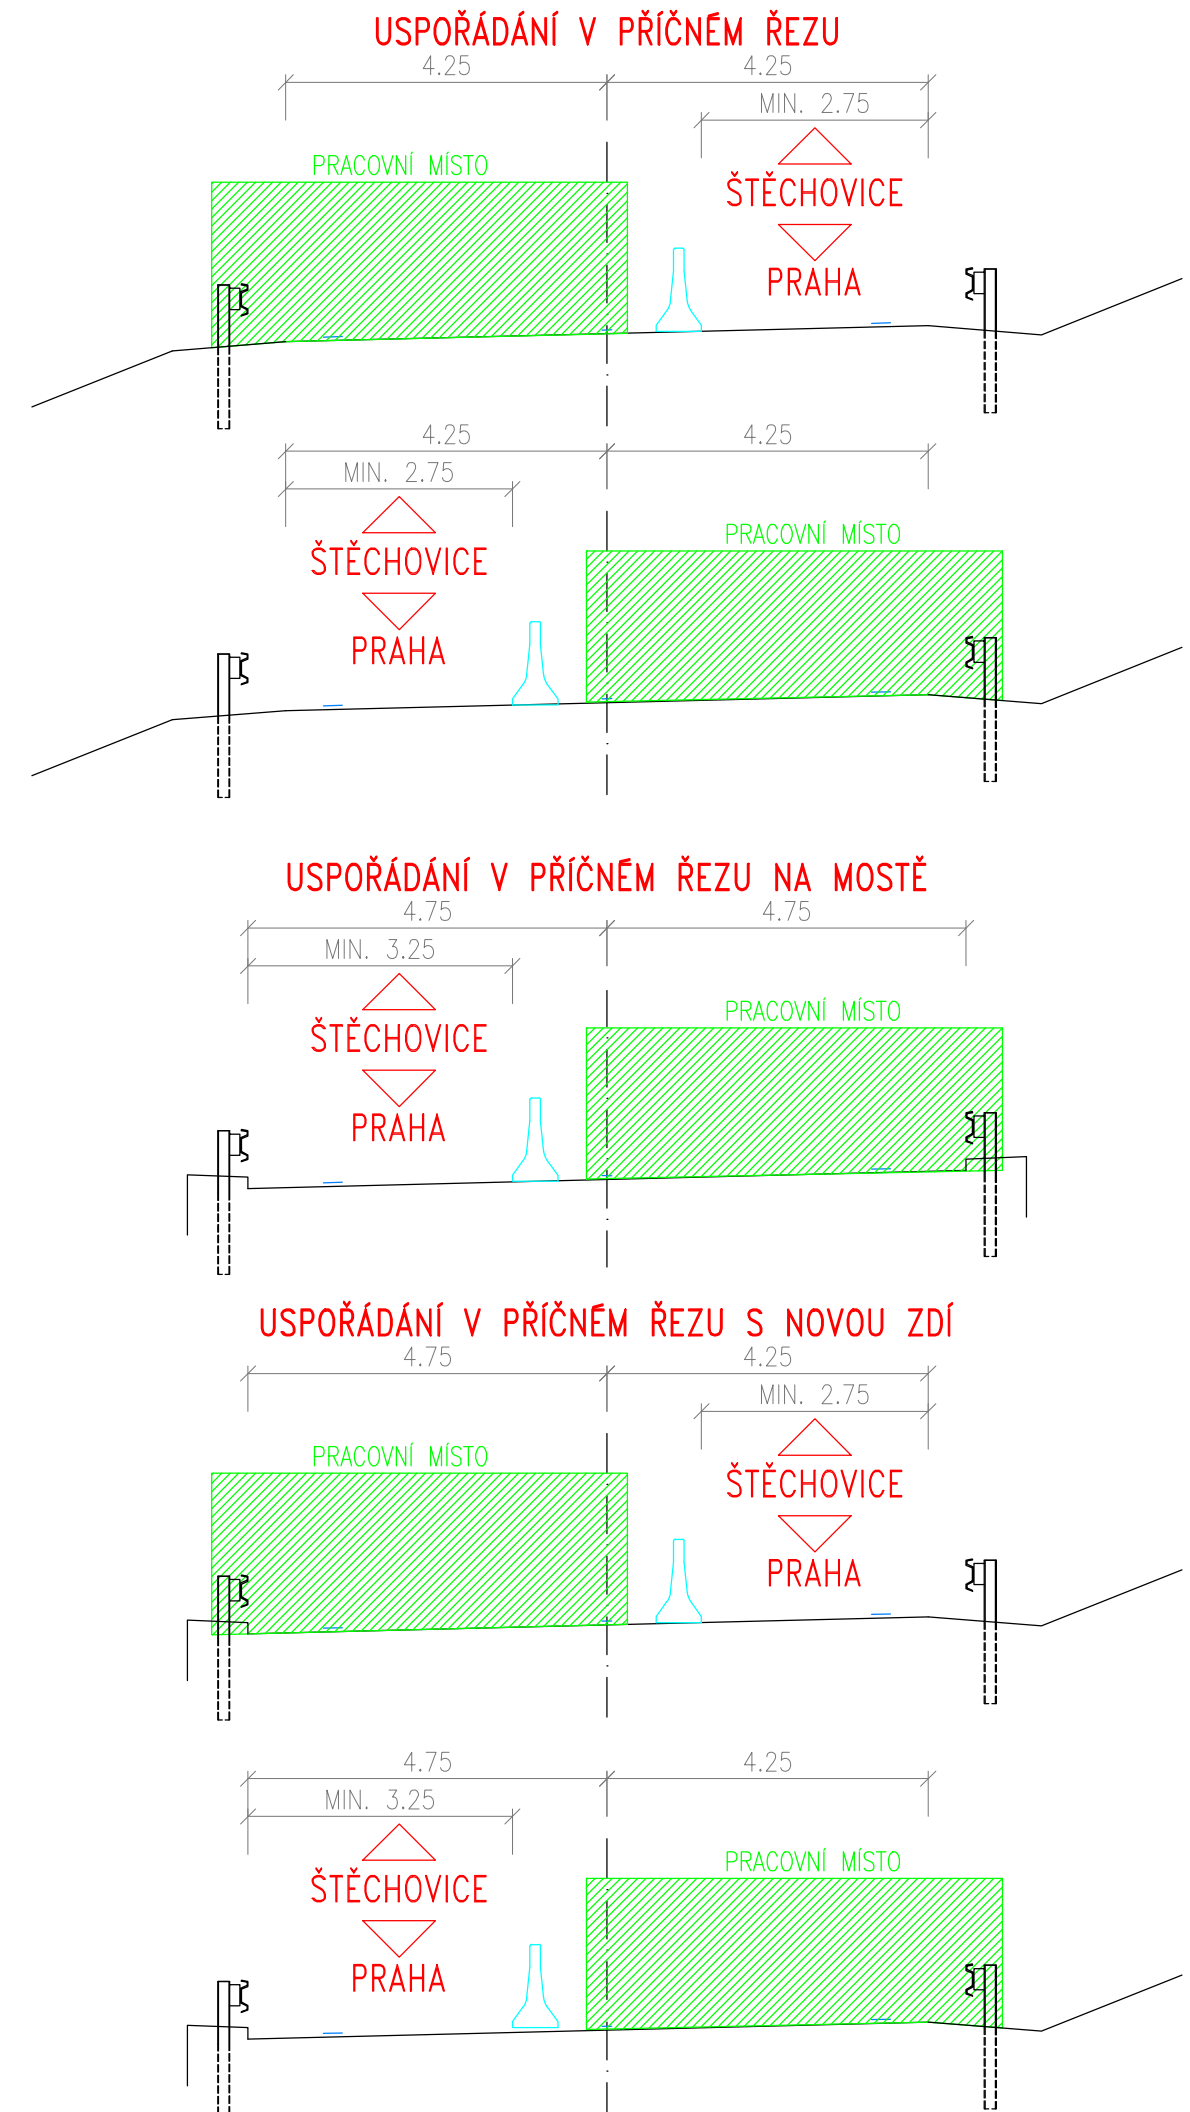 USPOŘÁDÁNÍ V PŘÍČNÉM ŘEZU
4.25 4.25
MIN. 2.75
PRACOVNÍ MÍSTO
ŠTĚCHOVICE
PRAHA
4.25 4.25
MIN. 2.75
PRACOVNÍ MÍSTO
ŠTĚCHOVICE
PRAHA
USPOŘÁDÁNÍ V PŘÍČNÉM ŘEZU NA MOSTĚ
4.75 4.75
MIN. 3.25
PRACOVNÍ MÍSTO
ŠTĚCHOVICE
PRAHA
USPOŘÁDÁNÍ V PŘÍČNÉM ŘEZU S NOVOU ZDÍ
4.75 4.25
MIN. 2.75
PRACOVNÍ MÍSTO
ŠTĚCHOVICE
PRAHA
4.75 4.25
MIN. 3.25
PRACOVNÍ MÍSTO
ŠTĚCHOVICE
PRAHA